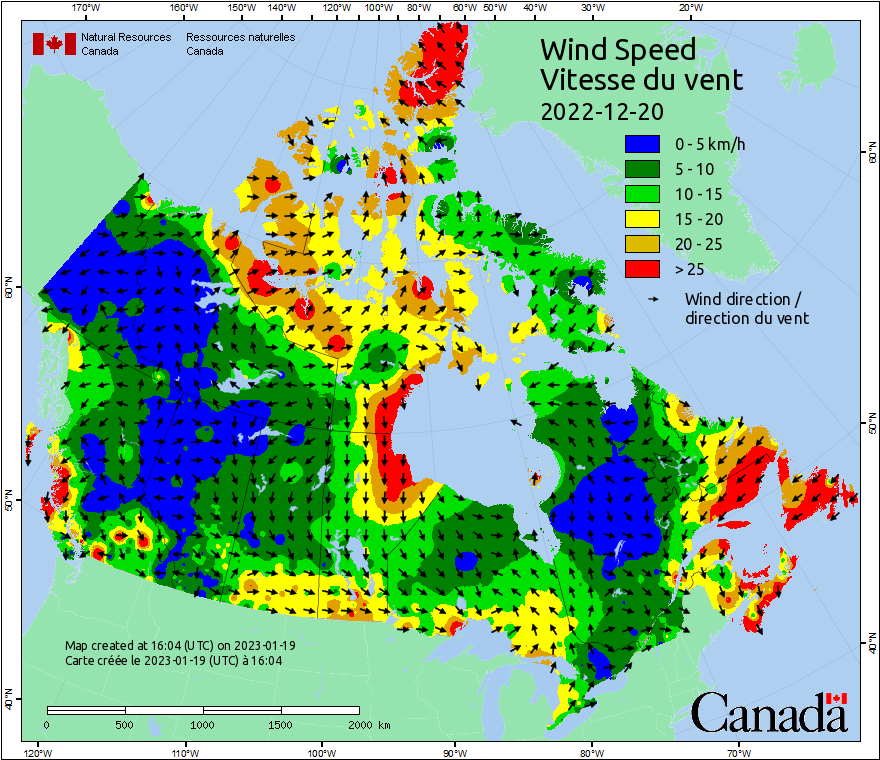 170°W 160°W 150°W 140°W 130°W 120°W 110°W 100°W 90°W 80°W 70°W 60°W 50°W 40°W 30°W 20°W
Natural Resources Canada
Ressources naturelles Canada
Wind Speed
Vitesse du vent
2022-12-20
0 - 5 km/h
5 - 10
10 - 15
15 - 20
20 - 25
> 25
Wind direction /
direction du vent
60°N
60°N
50°N
50°N
40°N
40°N
Map created at 16:04 (UTC) on 2023-01-19
Carte créée le 2023-01-19 (UTC) à 16:04
0 500 1000 1500 2000 km
Canada
120°W 110°W 100°W 90°W 80°W 70°W